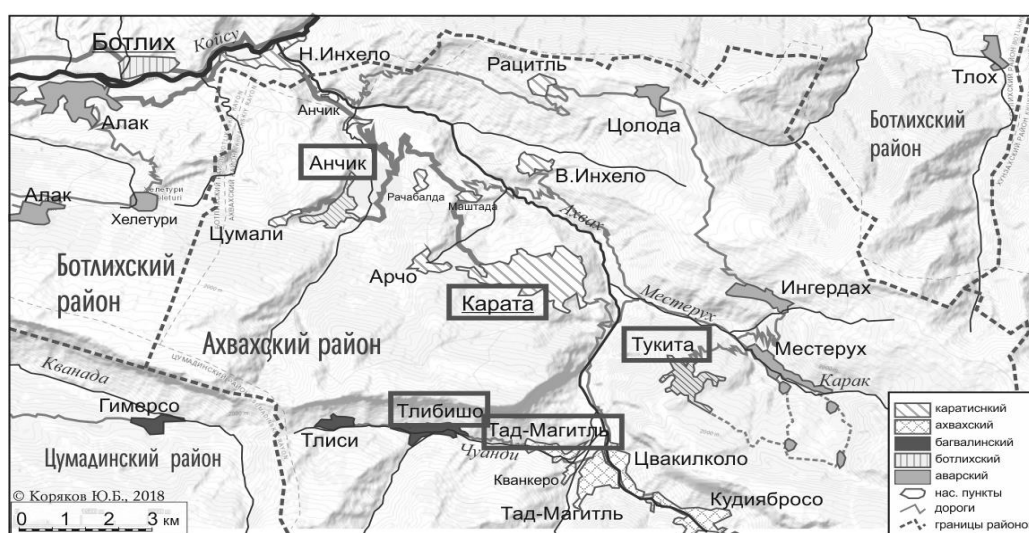 Ботлих
Койсу
Н.Инхело
Рацитль
Тлох
Анчик
Алак
Цолода
Ботлихский
район
Анчик
В.Инхело
Алак
Хелетури
Хелетури
Рачабалда
Маштада
Ахвах
Цумали
Ботлихский
район
Арчо
Карата
Ингердах
Местерух
Ахвахский район
Тукита
Местерух
Карак
Кванада
Гимерсо
Тлибишо
Тлиси
Тад-Магитль
Чуанди
Цвакилколо
Цумадинский район
Кванкеро
Тад-Магитль
Кудиябросо
каратиснкий
ахвахский
багвалинский
ботлихский
аварский
нас. пункты
дороги
границы районов
© Коряков Ю.Б., 2018
0 1 2 3 км